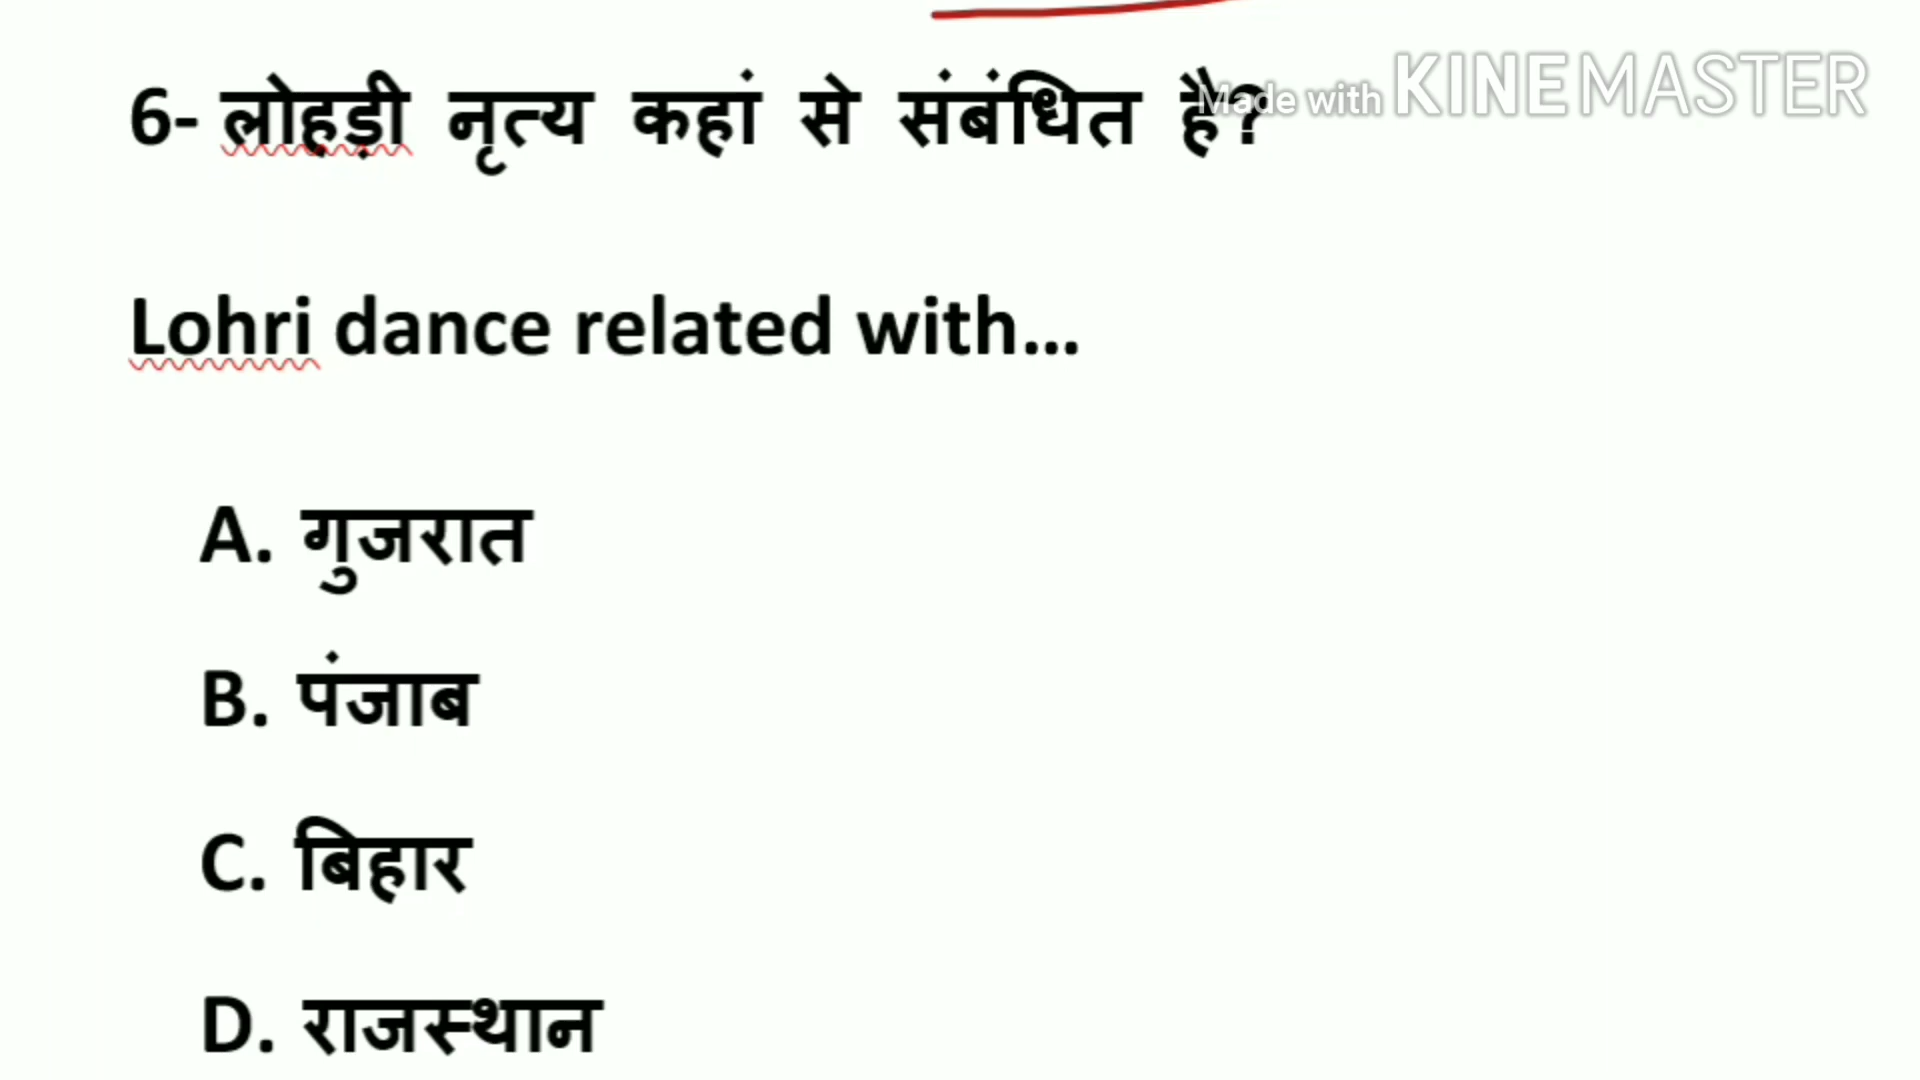 6- लोहड़ी नृत्य कहां से संबंधित है?
Made with KINEMASTER
Lohri dance related with...
A. गुजरात
B. पंजाब
C. बिहार
D. राजस्थान